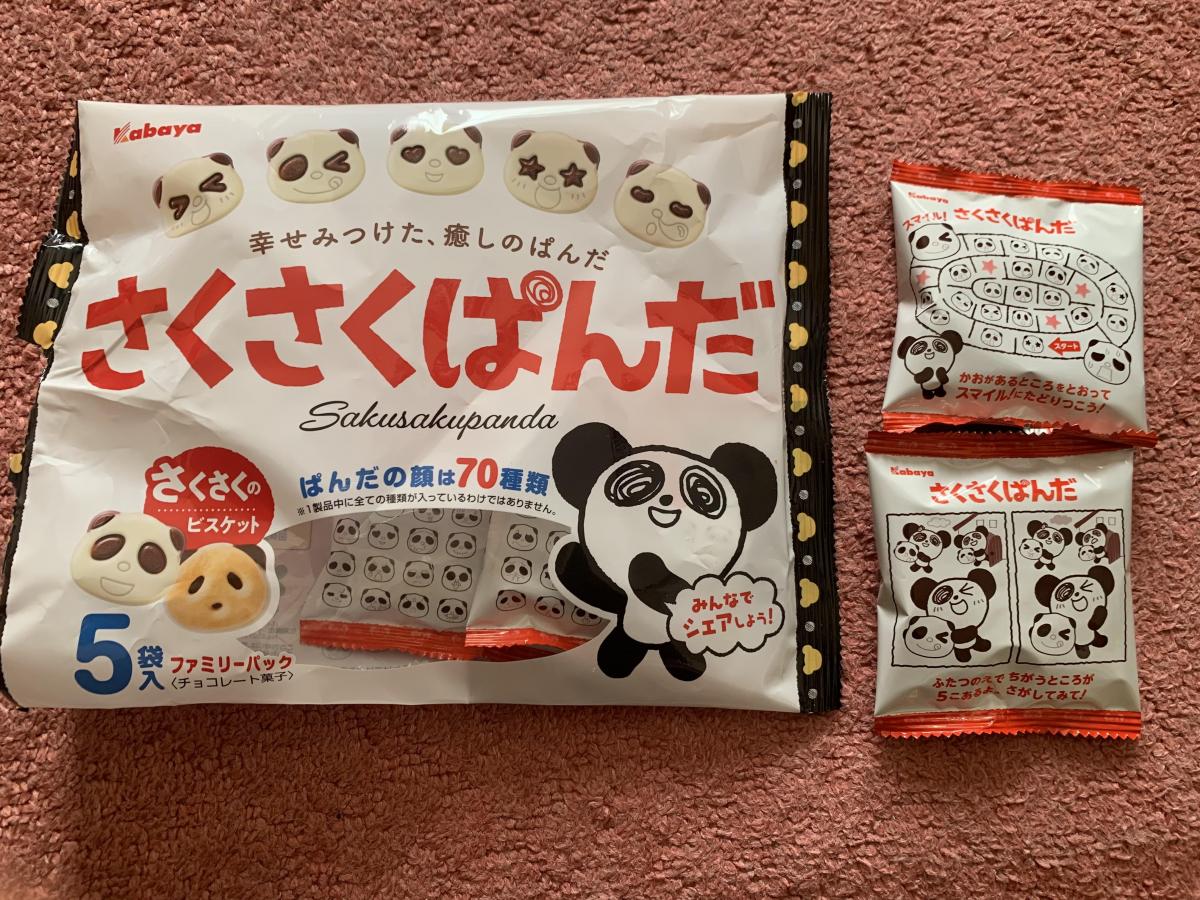 Kabaya
幸せみつけた、癒しのぱんだ
さくさくぱんだ
Sakusakupanda
さくさくの
ビスケット
ぱんだの顔は70種類
※1製品中に全ての種類が入っているわけではありません。
みんなで
シェアしよう!
5袋入
ファミリーパック
〈チョコレート菓子〉
Kabaya
スマイル!
さくさくぱんだ
スタート
かおがあるところをとおって
スマイル!にたどりつこう!
Kabaya
さくさくぱんだ
ふたつのえで ちがうところが
5こあるよ。さがしてみて!